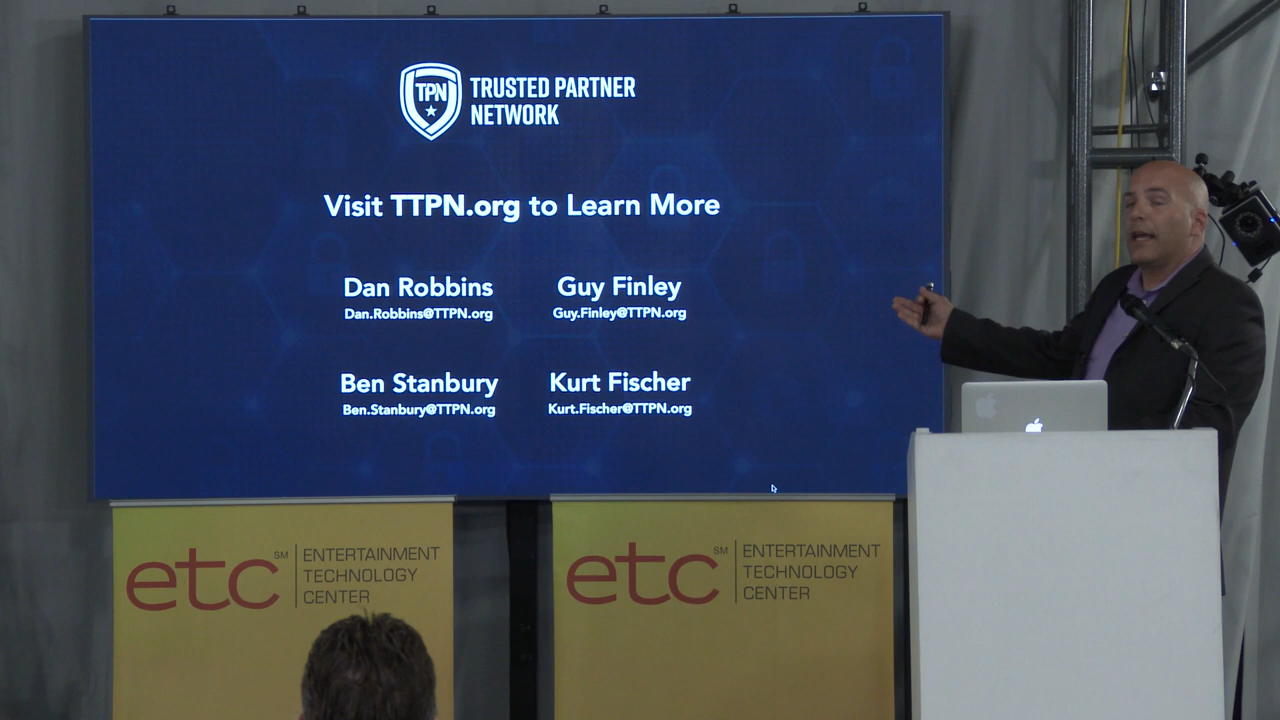 TPN
TRUSTED PARTNER
NETWORK
Visit TTPN.org to Learn More
Dan Robbins
Dan.Robbins@TTPN.org
Guy Finley
Guy.Finley@TTPN.org
Ben Stanbury
Ben.Stanbury@TTPN.org
Kurt Fischer
Kurt.Fischer@TTPN.org
etc SM
ENTERTAINMENT
TECHNOLOGY
CENTER
etc SM
ENTERTAINMENT
TECHNOLOGY
CENTER